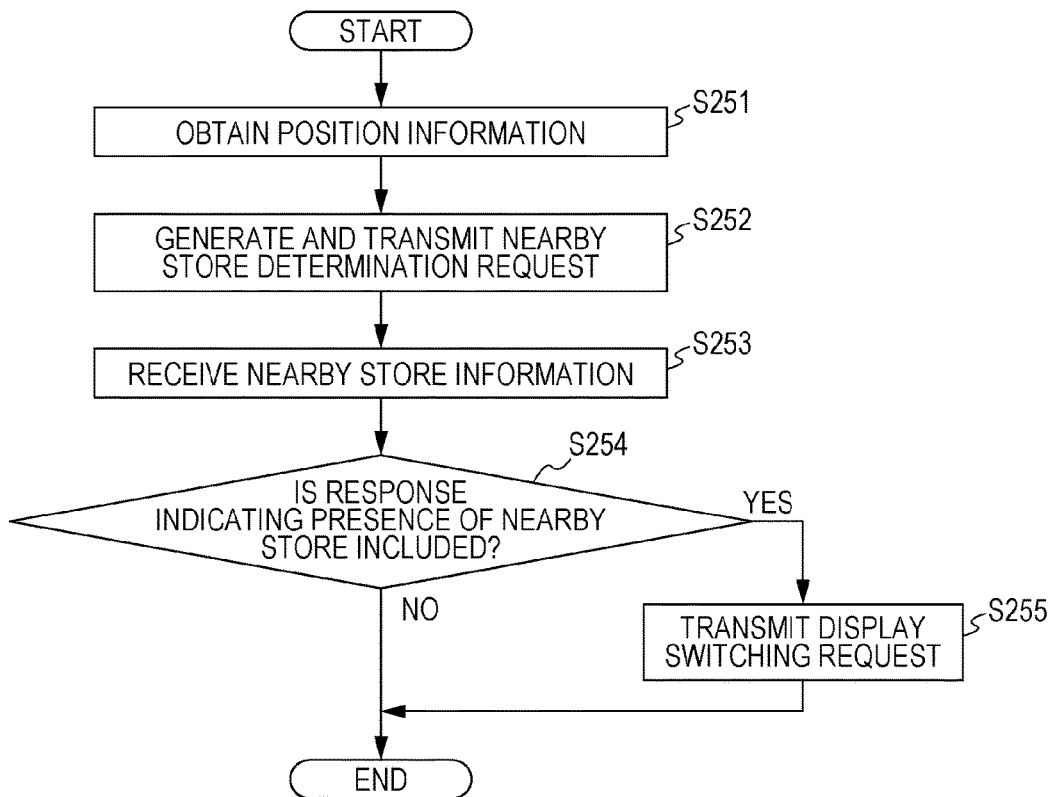 START
S251
OBTAIN POSITION INFORMATION
S252
GENERATE AND TRANSMIT NEARBY
STORE DETERMINATION REQUEST
S253
RECEIVE NEARBY STORE INFORMATION
S254
IS RESPONSE
INDICATING PRESENCE OF NEARBY
STORE INCLUDED?
YES
NO
S255
TRANSMIT DISPLAY
SWITCHING REQUEST
END